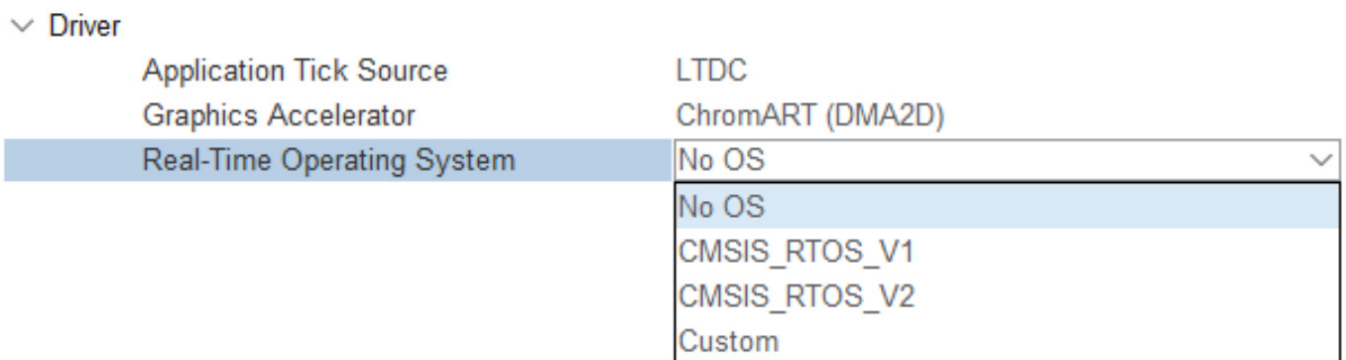 Driver
Application Tick Source LTDC
Graphics Accelerator ChromART (DMA2D)
Real-Time Operating System No OS
No OS
CMSIS_RTOS_V1
CMSIS_RTOS_V2
Custom